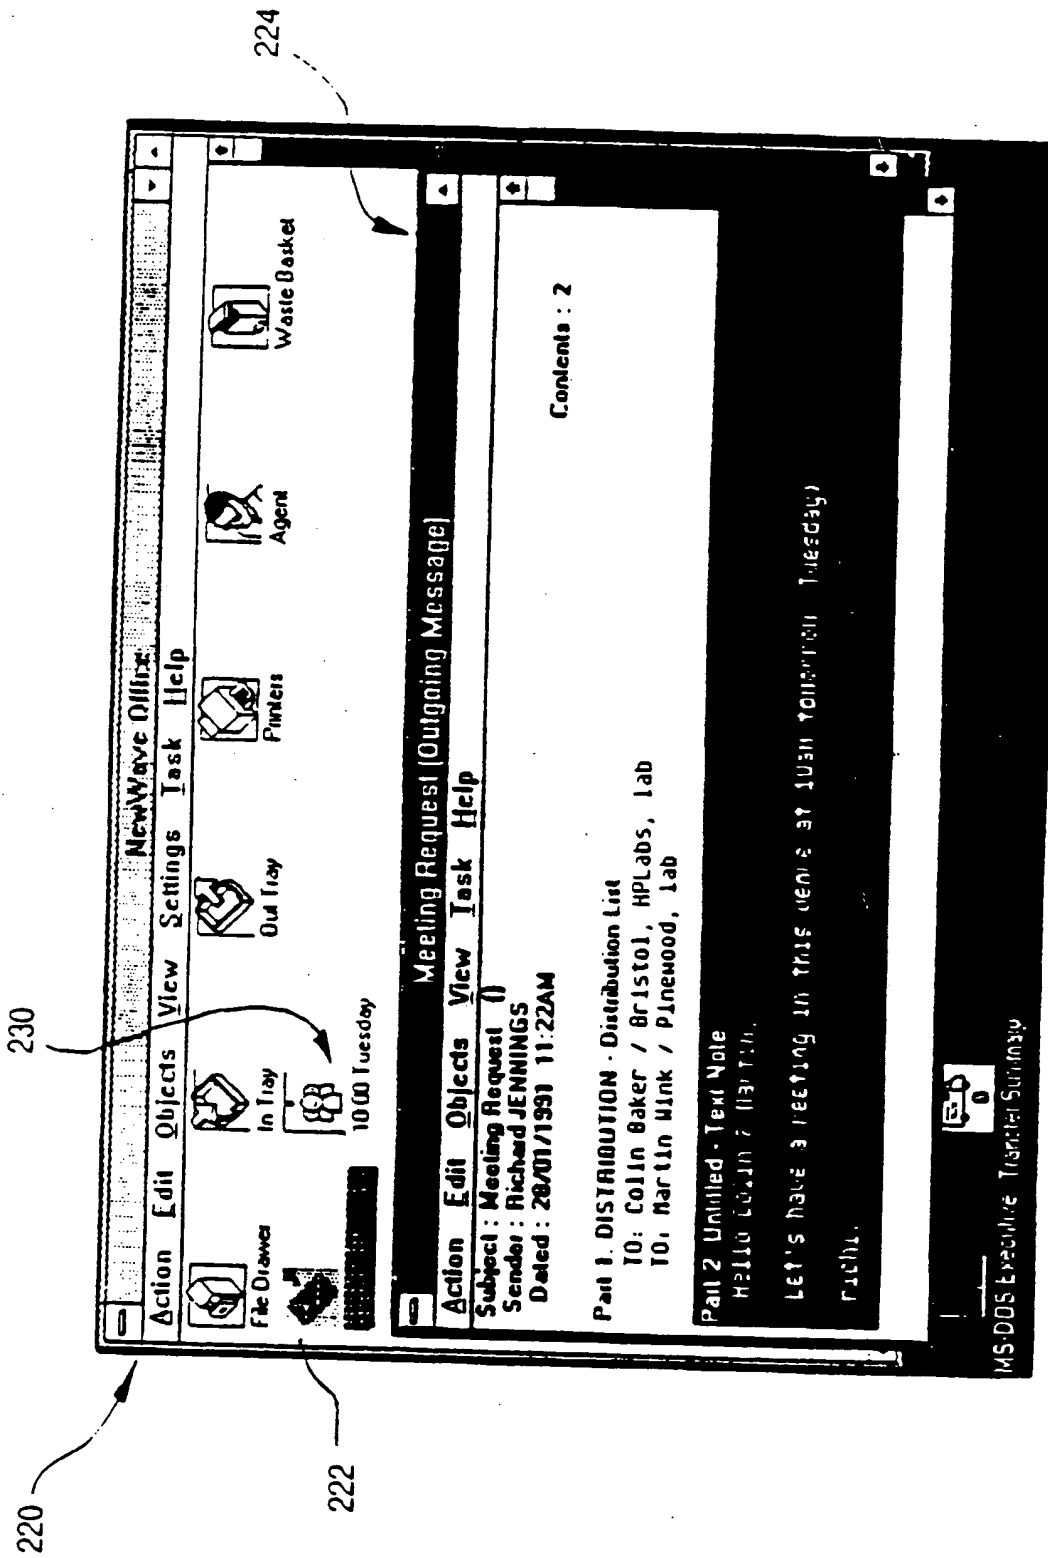 220
222
230
224
NewWave Office
Action Edit Objects View Settings Task Help
File Drawer
In Tray
Out Tray
Printers
Agent
Waste Basket
10:00 Tuesday
Meeting Request [Outgoing Message]
Action Edit Objects View Task Help
Subject : Meeting Request ()
Sender : Richard JENNINGS
Dated : 28/01/1991 11:22AM
Contents : 2
Part 1. DISTRIBUTION - Distribution List
TO: Colin Baker / Bristol, HPLabs, lab
TO: Martin Wink / Pinewood, lab
Part 2 Untitled - Text Note
Hello Colin & Martin.
Let's have a meeting in this at 10am Tuesday)
MS-DOS Executive
Transfer Summary
0